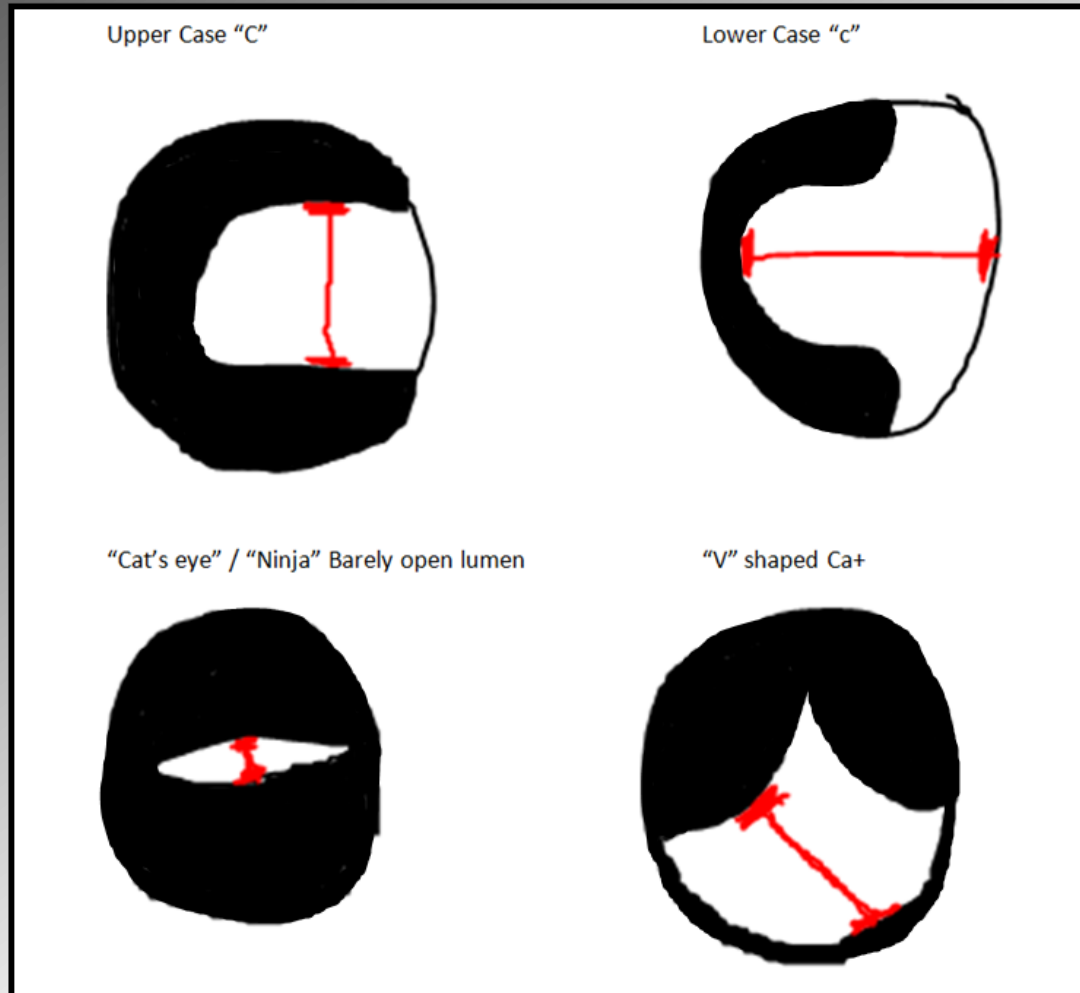 Upper Case “C”
Lower Case “c”
“Cat’s eye” / “Ninja” Barely open lumen
“V” shaped Ca+